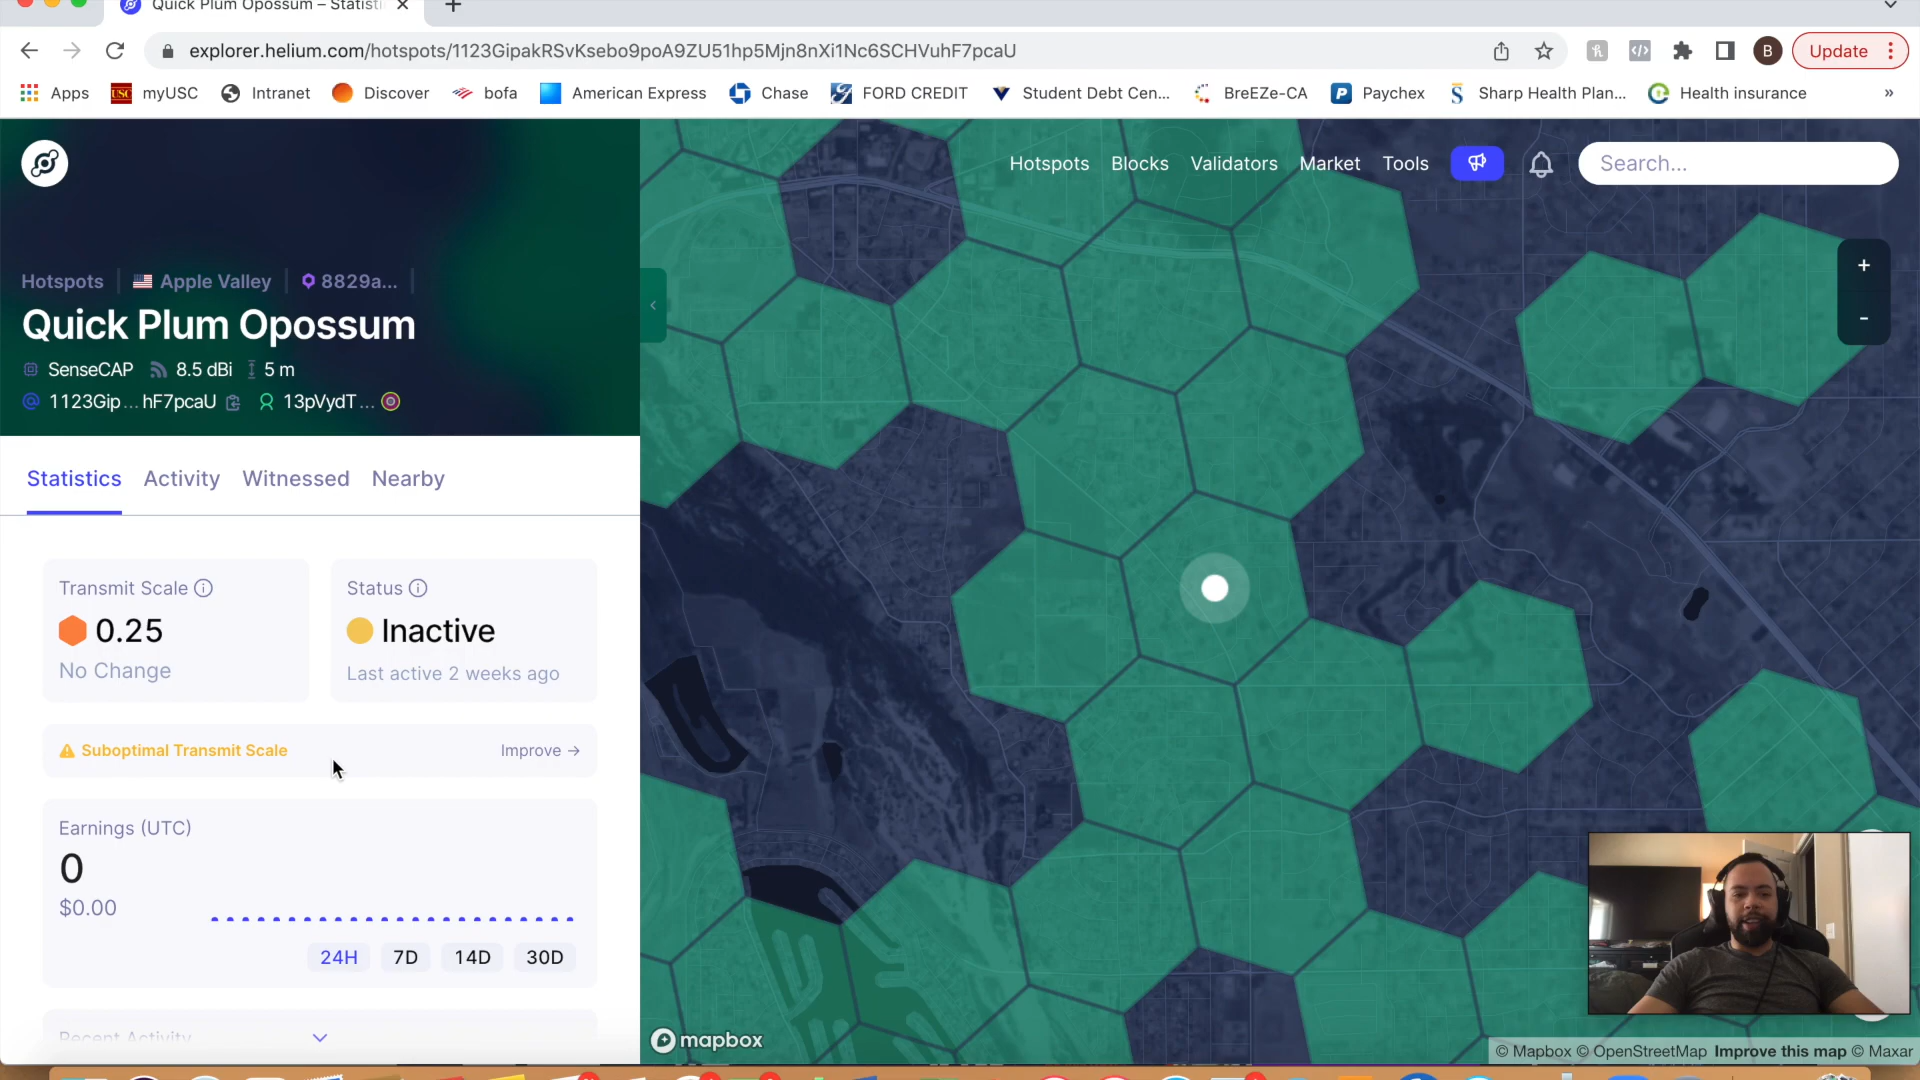 Quick Plum Opossum – Statisti
explorer.helium.com/hotspots/1123GipakRSvKsebo9poA9ZU51hp5Mjn8nXi1Nc6SCHVuhF7pcaU
B
Update
Apps
USC
myUSC
Intranet
Discover
bofa
American Express
Chase
FORD CREDIT
Student Debt Cen...
BreEZe-CA
Paychex
Sharp Health Plan...
Health insurance
»
Hotspots
Blocks
Validators
Market
Tools
Search...
Hotspots
Apple Valley
8829a...
Quick Plum Opossum
SenseCAP
8.5 dBi
5 m
1123Gip...hF7pcaU
13pVydT...
Statistics
Activity
Witnessed
Nearby
Transmit Scale
0.25
No Change
Status
Inactive
Last active 2 weeks ago
Suboptimal Transmit Scale
Improve →
Earnings (UTC)
0
$0.00
24H
7D
14D
30D
Recent Activity
+
-
mapbox
© Mapbox © OpenStreetMap Improve this map © Maxar